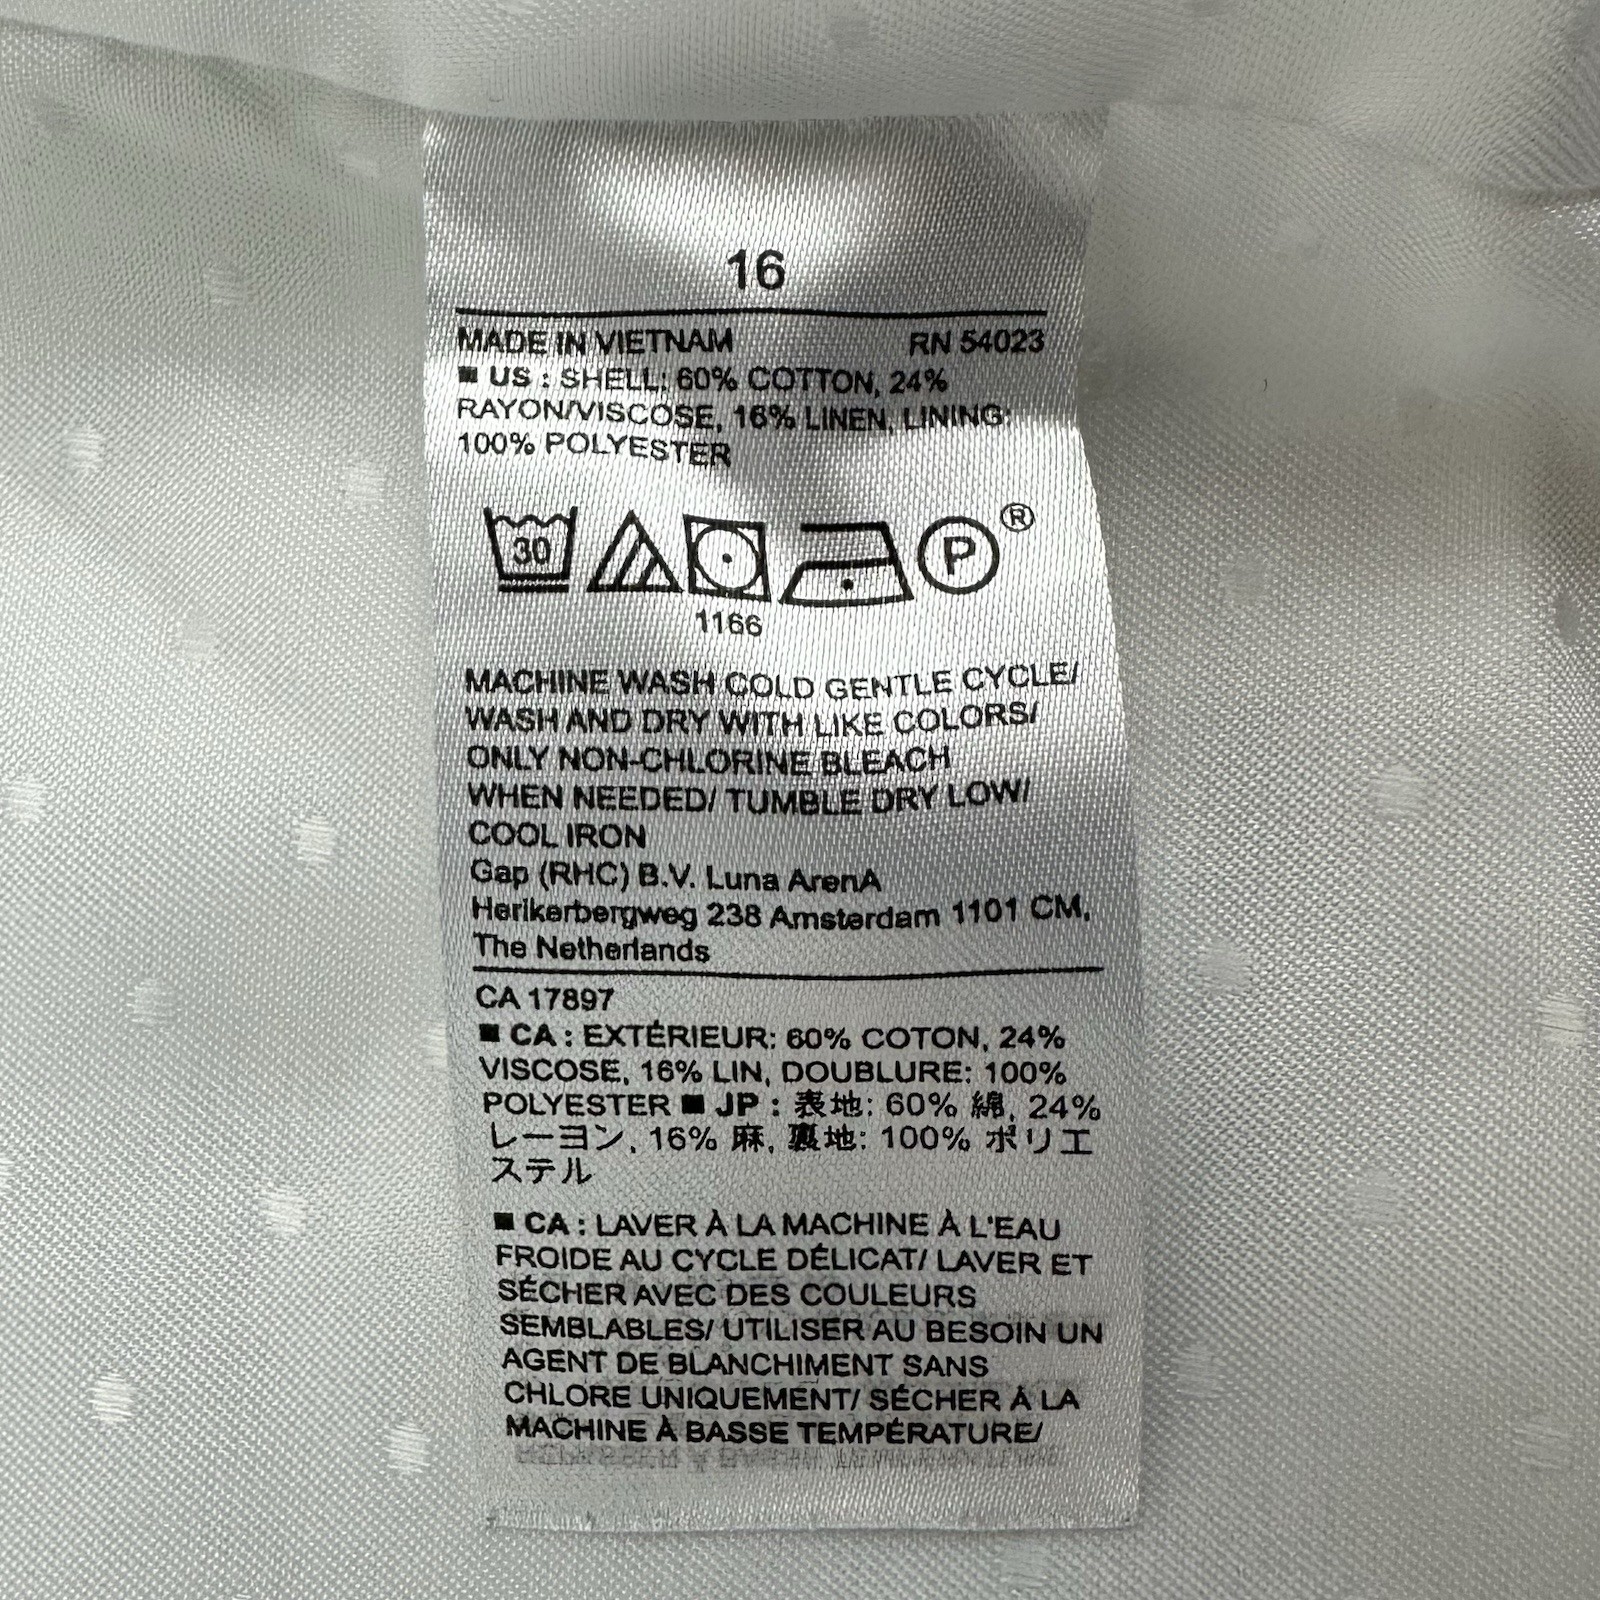 16
MADE IN VIETNAM RN 54023
■ US : SHELL: 60% COTTON, 24%
RAYON/VISCOSE, 16% LINEN, LINING:
100% POLYESTER
30 P ®
1166
MACHINE WASH COLD GENTLE CYCLE/
WASH AND DRY WITH LIKE COLORS/
ONLY NON-CHLORINE BLEACH
WHEN NEEDED/ TUMBLE DRY LOW/
COOL IRON
Gap (RHC) B.V. Luna ArenA
Herikerbergweg 238 Amsterdam 1101 CM,
The Netherlands
CA 17897
■ CA : EXTÉRIEUR: 60% COTON, 24%
VISCOSE, 16% LIN, DOUBLURE: 100%
POLYESTER ■ JP : 表地: 60% 綿, 24%
レーヨン, 16% 麻, 裏地: 100% ポリエ
ステル
■ CA : LAVER À LA MACHINE À L'EAU
FROIDE AU CYCLE DÉLICAT/ LAVER ET
SÉCHER AVEC DES COULEURS
SEMBLABLES/ UTILISER AU BESOIN UN
AGENT DE BLANCHIMENT SANS
CHLORE UNIQUEMENT/ SÉCHER À LA
MACHINE À BASSE TEMPÉRATURE/